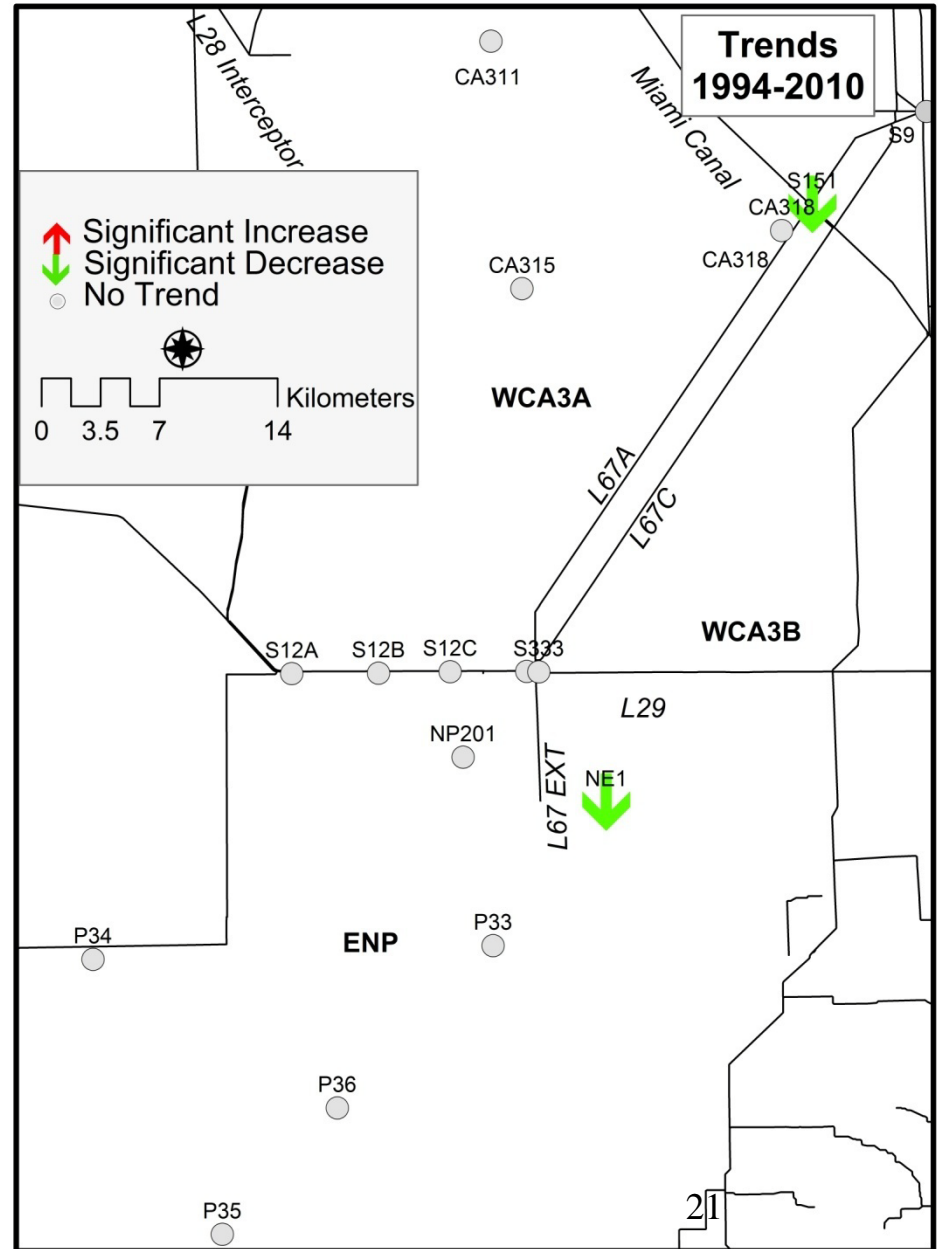 L28 Interceptor
CA311
Trends
1994-2010
Miami Canal
S9
S151
CA318
CA318
Significant Increase
Significant Decrease
No Trend
Kilometers
0 3.5 7 14
CA315
WCA3A
L67A
L67C
WCA3B
S12A S12B S12C S333
L29
NP201
L67 EXT
NE1
P34
ENP
P33
P36
P35
21